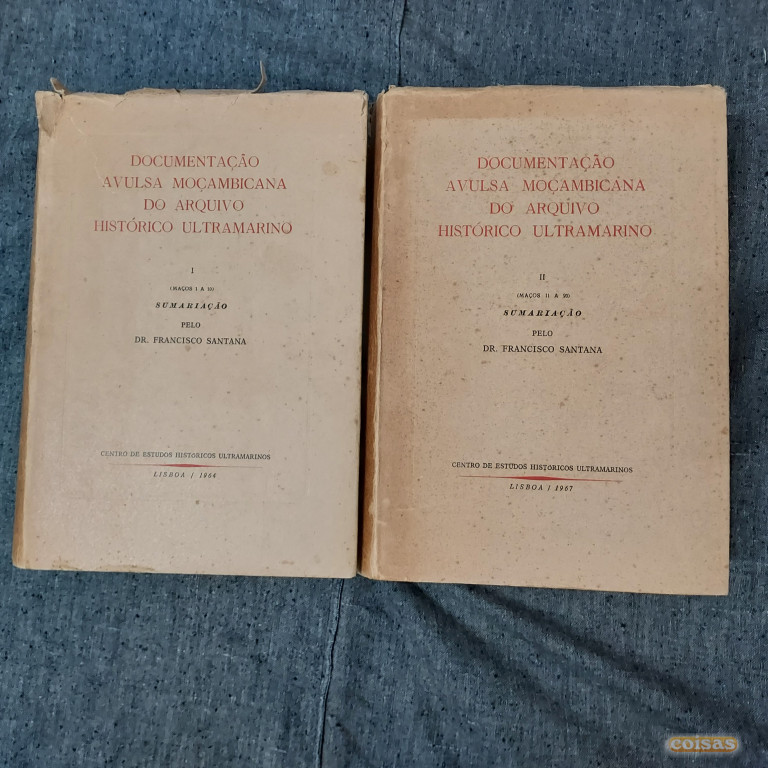 DOCUMENTAÇÃO
AVULSA MOÇAMBICANA
DO ARQUIVO
HISTÓRICO ULTRAMARINO
I
(MAÇOS 1 A 10)
SUMARIAÇÃO
PELO
DR. FRANCISCO SANTANA
CENTRO DE ESTUDOS HISTÓRICOS ULTRAMARINOS
LISBOA / 1964
DOCUMENTAÇÃO
AVULSA MOÇAMBICANA
DO ARQUIVO
HISTÓRICO ULTRAMARINO
II
(MAÇOS 11 A 20)
SUMARIAÇÃO
PELO
DR. FRANCISCO SANTANA
CENTRO DE ESTUDOS HISTÓRICOS ULTRAMARINOS
LISBOA / 1967
coisas